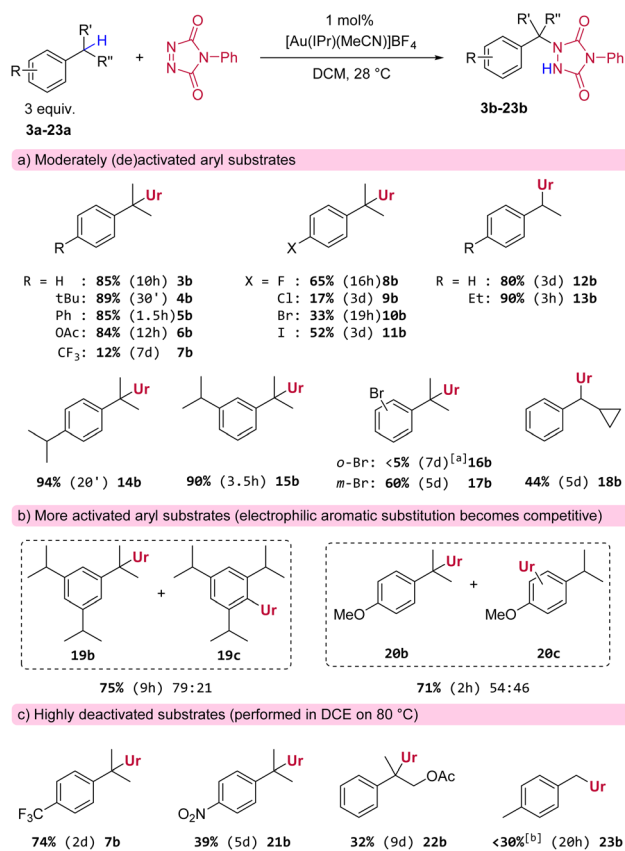 R' R"
H
R
3 equiv.
3a-23a
+
O
N
N
N-Ph
O
1 mol%
[Au(IPr)(MeCN)]BF4
DCM, 28 °C
R' R"
O
N
N-Ph
NH
O
R
3b-23b
a) Moderately (de)activated aryl substrates
Ur
R
R = H : 85% (10h) 3b
tBu: 89% (30') 4b
Ph : 85% (1.5h)5b
OAc: 84% (12h) 6b
CF3: 12% (7d) 7b
Ur
X
X = F : 65% (16h)8b
Cl: 17% (3d) 9b
Br: 33% (19h)10b
I : 52% (3d) 11b
Ur
R
R = H : 80% (3d) 12b
Et: 90% (3h) 13b
Ur
94% (20') 14b
Ur
90% (3.5h) 15b
Br
Ur
o-Br: <5% (7d)[a]16b
m-Br: 60% (5d) 17b
Ur
44% (5d) 18b
b) More activated aryl substrates (electrophilic aromatic substitution becomes competitive)
Ur
19b
+
Ur
19c
75% (9h) 79:21
Ur
MeO
20b
+
Ur
MeO
20c
71% (2h) 54:46
c) Highly deactivated substrates (performed in DCE on 80 °C)
Ur
F3C
74% (2d) 7b
Ur
O2N
39% (5d) 21b
Ur
OAc
32% (9d) 22b
Ur
<30%[b] (20h) 23b